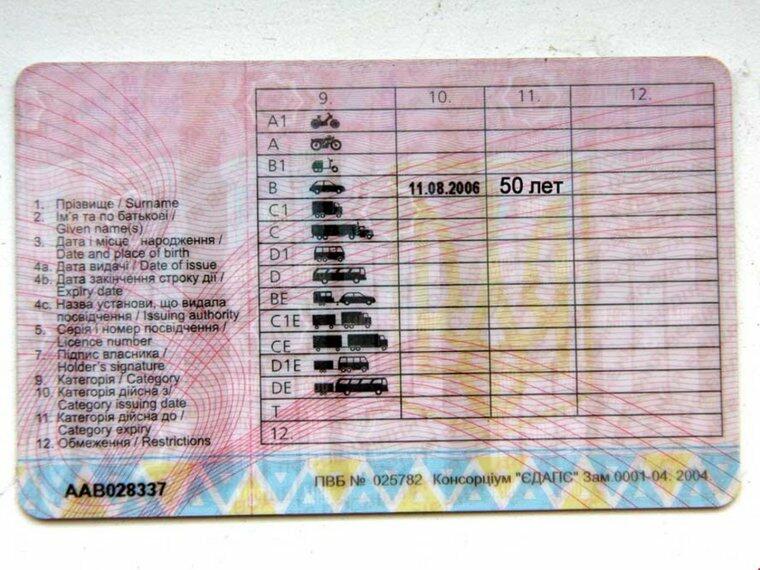 9. 10. 11. 12.
A1
A
B1
B 11.08.2006 50 лет
C1
C
D1
D
BE
C1E
CE
D1E
DE
T
12.
1. Прізвище / Surname
2. Ім'я та по батькові /
Given name(s)
3. Дата і місце народження /
Date and place of birth
4a. Дата видачі / Date of issue
4b. Дата закінчення строку дії /
Expiry date
4c. Назва установи, що видала
посвідчення / Issuing authority
5. Серія і номер посвідчення /
Licence number
7. Підпис власника /
Holder's signature
9. Категорія / Category
10. Категорія дійсна з/
Category issuing date
11. Категорія дійсна до /
Category expiry
12. Обмеження / Restrictions
AAB028337
ПВБ № 025782 Консорціум "ЄДАПС" Зам.0001-04. 2004.